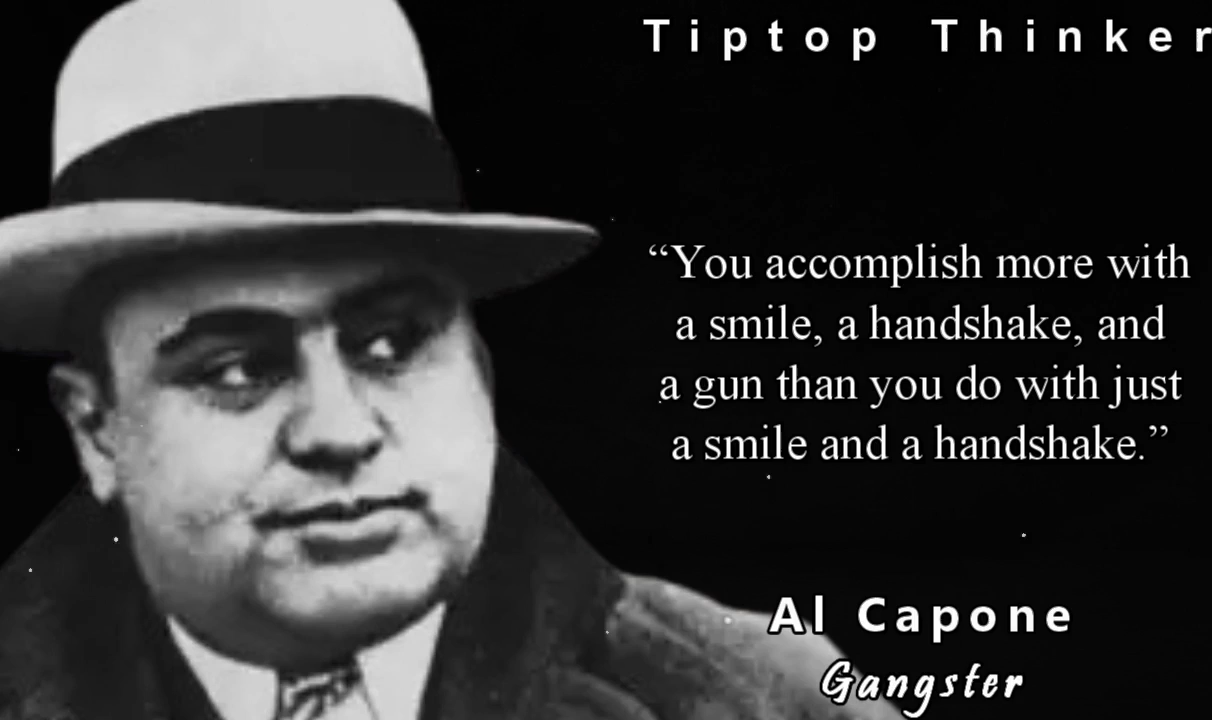 Tiptop Thinker
“You accomplish more with
a smile, a handshake, and
a gun than you do with just
a smile and a handshake.”
Al Capone
Gangster